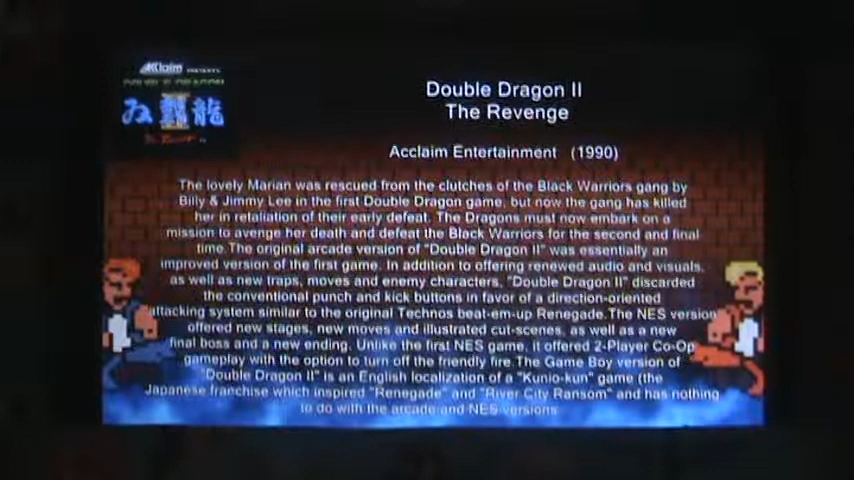 Acclaim
DOUBLE DRAGON
II
龍
Double Dragon II
The Revenge
Acclaim Entertainment (1990)
The lovely Marian was rescued from the clutches of the Black Warriors gang by
Billy & Jimmy Lee in the first Double Dragon game, but now the gang has killed
her in retaliation of their early defeat. The Dragons must now embark on a
mission to avenge her death and defeat the Black Warriors for the second and final
time.The original arcade version of "Double Dragon II" was essentially an
improved version of the first game. In addition to offering renewed audio and visuals,
as well as new traps, moves and enemy characters, "Double Dragon II" discarded
the conventional punch and kick buttons in favor of a direction-oriented
attacking system similar to the original Technos beat-em-up Renegade.The NES version
offered new stages, new moves and illustrated cut-scenes, as well as a new
final boss and a new ending. Unlike the first NES game, it offered 2-Player Co-Op
gameplay with the option to turn off the friendly fire.The Game Boy version of
"Double Dragon II" is an English localization of a "Kunio-kun" game (the
Japanese franchise which inspired "Renegade" and "River City Ransom" and has nothing
to do with the arcade and NES versions